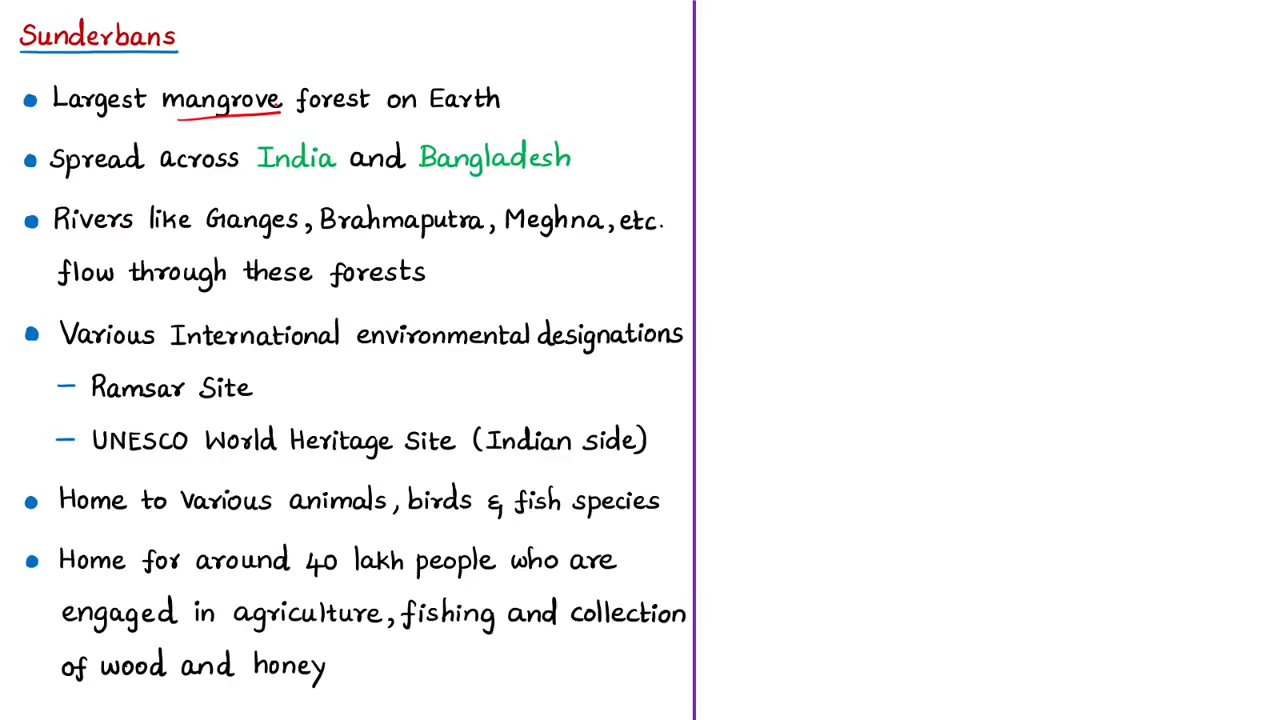 Sunderbans
• Largest mangrove forest on Earth
• Spread across India and Bangladesh
• Rivers like Ganges, Brahmaputra, Meghna, etc.
flow through these forests
• Various International environmental designations
– Ramsar Site
– UNESCO World Heritage Site (Indian side)
• Home to various animals, birds & fish species
• Home for around 40 lakh people who are
engaged in agriculture, fishing and collection
of wood and honey